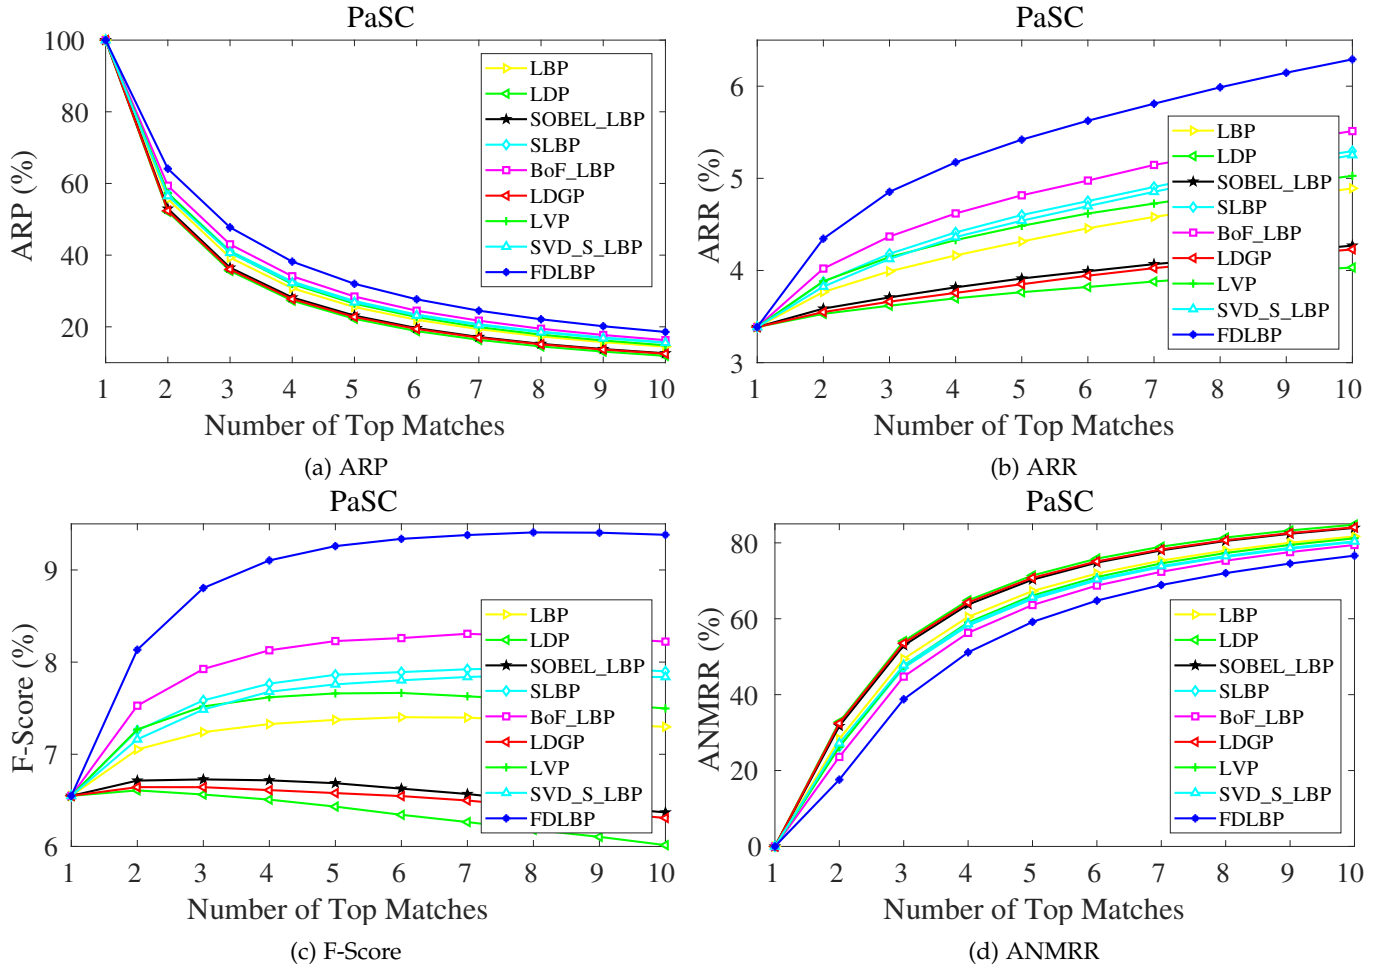 PaSC
ARP (%)
100
80
60
40
20
LBP
LDP
SOBEL_LBP
SLBP
BoF_LBP
LDGP
LVP
SVD_S_LBP
FDLBP
1 2 3 4 5 6 7 8 9 10
Number of Top Matches
(a) ARP
PaSC
ARR (%)
6
5
4
3
LBP
LDP
SOBEL_LBP
SLBP
BoF_LBP
LDGP
LVP
SVD_S_LBP
FDLBP
1 2 3 4 5 6 7 8 9 10
Number of Top Matches
(b) ARR
PaSC
F-Score (%)
9
8
7
6
LBP
LDP
SOBEL_LBP
SLBP
BoF_LBP
LDGP
LVP
SVD_S_LBP
FDLBP
1 2 3 4 5 6 7 8 9 10
Number of Top Matches
(c) F-Score
PaSC
ANMRR (%)
80
60
40
20
0
LBP
LDP
SOBEL_LBP
SLBP
BoF_LBP
LDGP
LVP
SVD_S_LBP
FDLBP
1 2 3 4 5 6 7 8 9 10
Number of Top Matches
(d) ANMRR